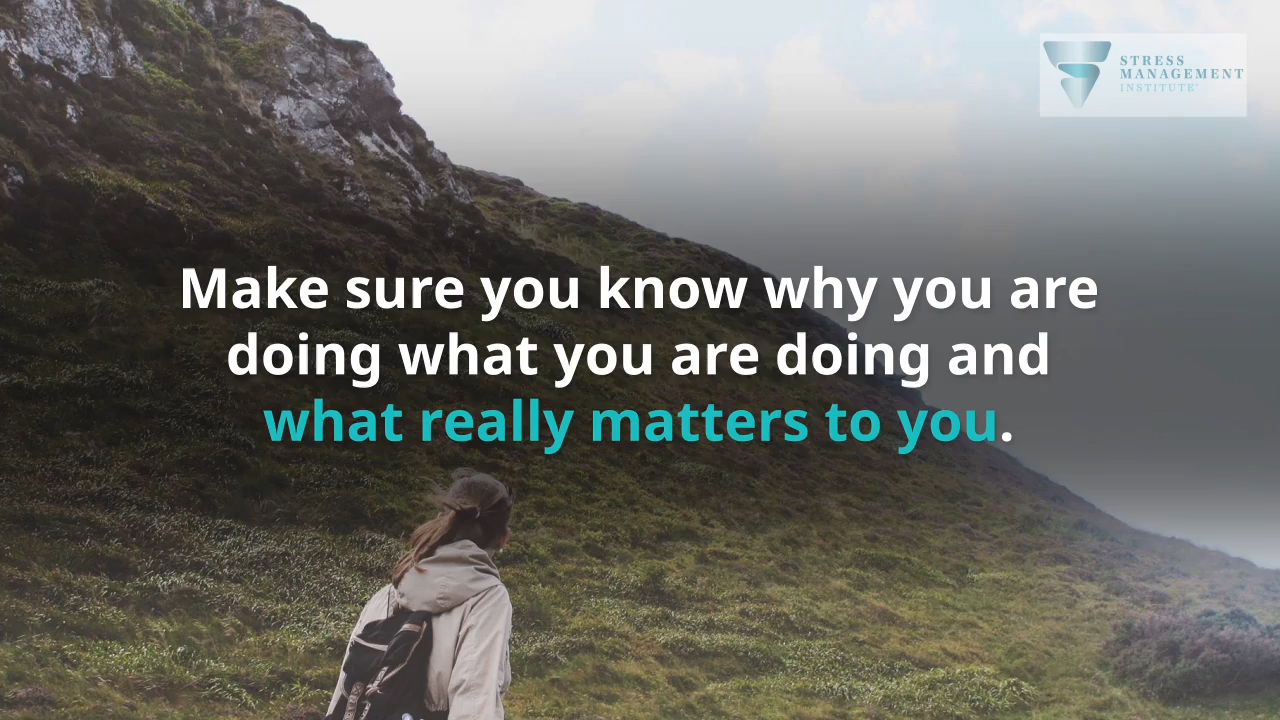 STRESS
MANAGEMENT
INSTITUTE
Make sure you know why you are
doing what you are doing and
what really matters to you.